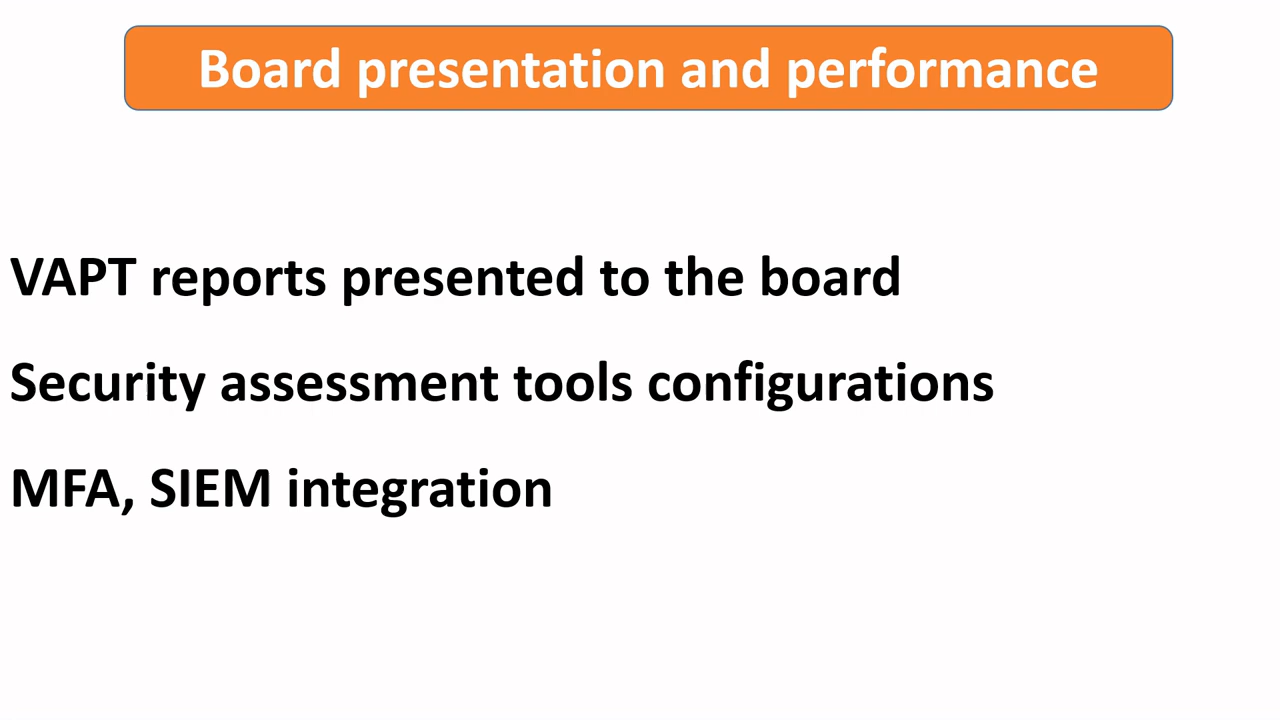 Board presentation and performance
VAPT reports presented to the board
Security assessment tools configurations
MFA, SIEM integration